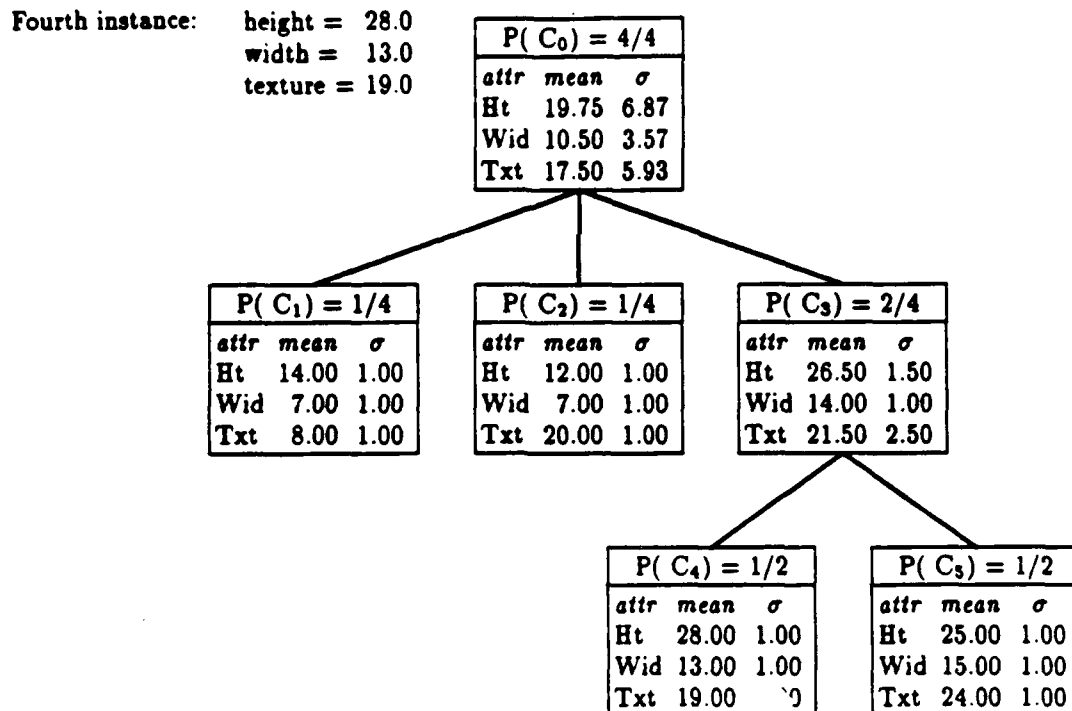 Fourth instance: height = 28.0
width = 13.0
texture = 19.0
P( C₀) = 4/4
attr mean σ
Ht 19.75 6.87
Wid 10.50 3.57
Txt 17.50 5.93
P( C₁) = 1/4
attr mean σ
Ht 14.00 1.00
Wid 7.00 1.00
Txt 8.00 1.00
P( C₂) = 1/4
attr mean σ
Ht 12.00 1.00
Wid 7.00 1.00
Txt 20.00 1.00
P( C₃) = 2/4
attr mean σ
Ht 26.50 1.50
Wid 14.00 1.00
Txt 21.50 2.50
P( C₄) = 1/2
attr mean σ
Ht 28.00 1.00
Wid 13.00 1.00
Txt 19.00
P( C₅) = 1/2
attr mean σ
Ht 25.00 1.00
Wid 15.00 1.00
Txt 24.00 1.00